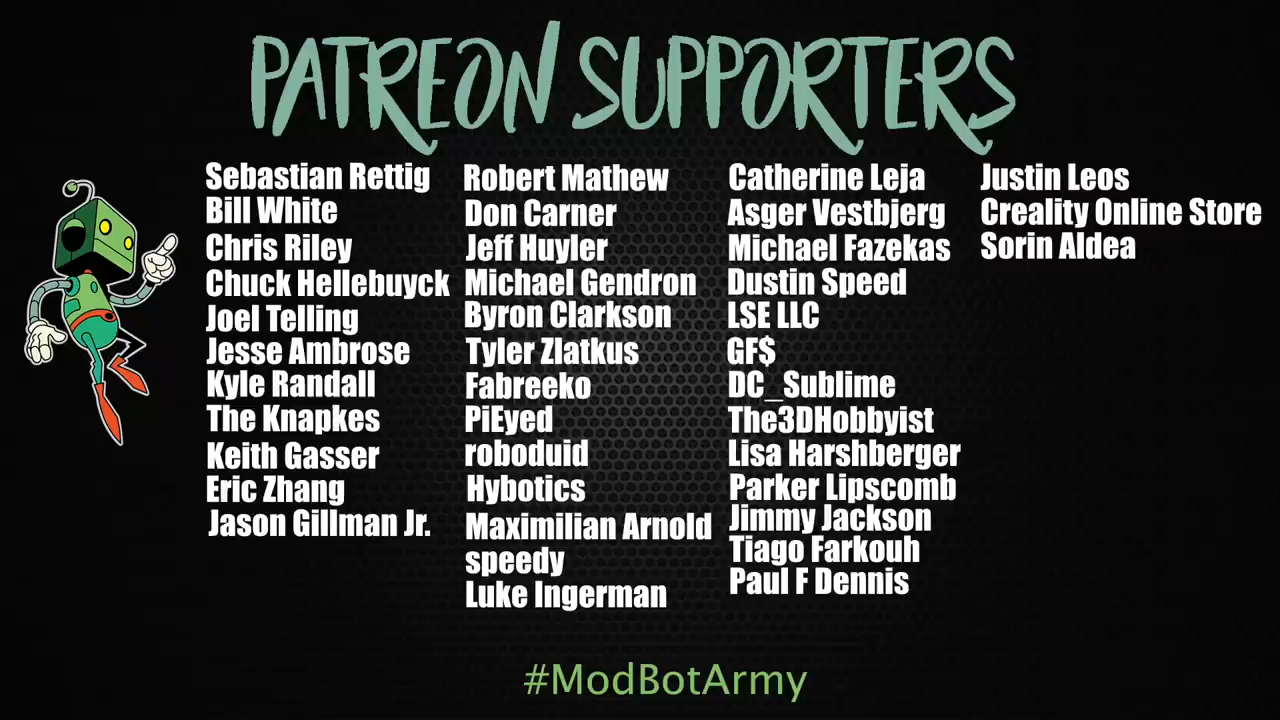 PATREON SUPPORTERS
Sebastian Rettig
Bill White
Chris Riley
Chuck Hellebuyck
Joel Telling
Jesse Ambrose
Kyle Randall
The Knapkes
Keith Gasser
Eric Zhang
Jason Gillman Jr.
Robert Mathew
Don Carner
Jeff Huyler
Michael Gendron
Byron Clarkson
Tyler Zlatkus
Fabreeko
PiEyed
roboduid
Hybotics
Maximilian Arnold
speedy
Luke Ingerman
Catherine Leja
Asger Vestbjerg
Michael Fazekas
Dustin Speed
LSE LLC
GF$
DC_Sublime
The3DHobbyist
Lisa Harshberger
Parker Lipscomb
Jimmy Jackson
Tiago Farkouh
Paul F Dennis
Justin Leos
Creality Online Store
Sorin Aldea
#ModBotArmy